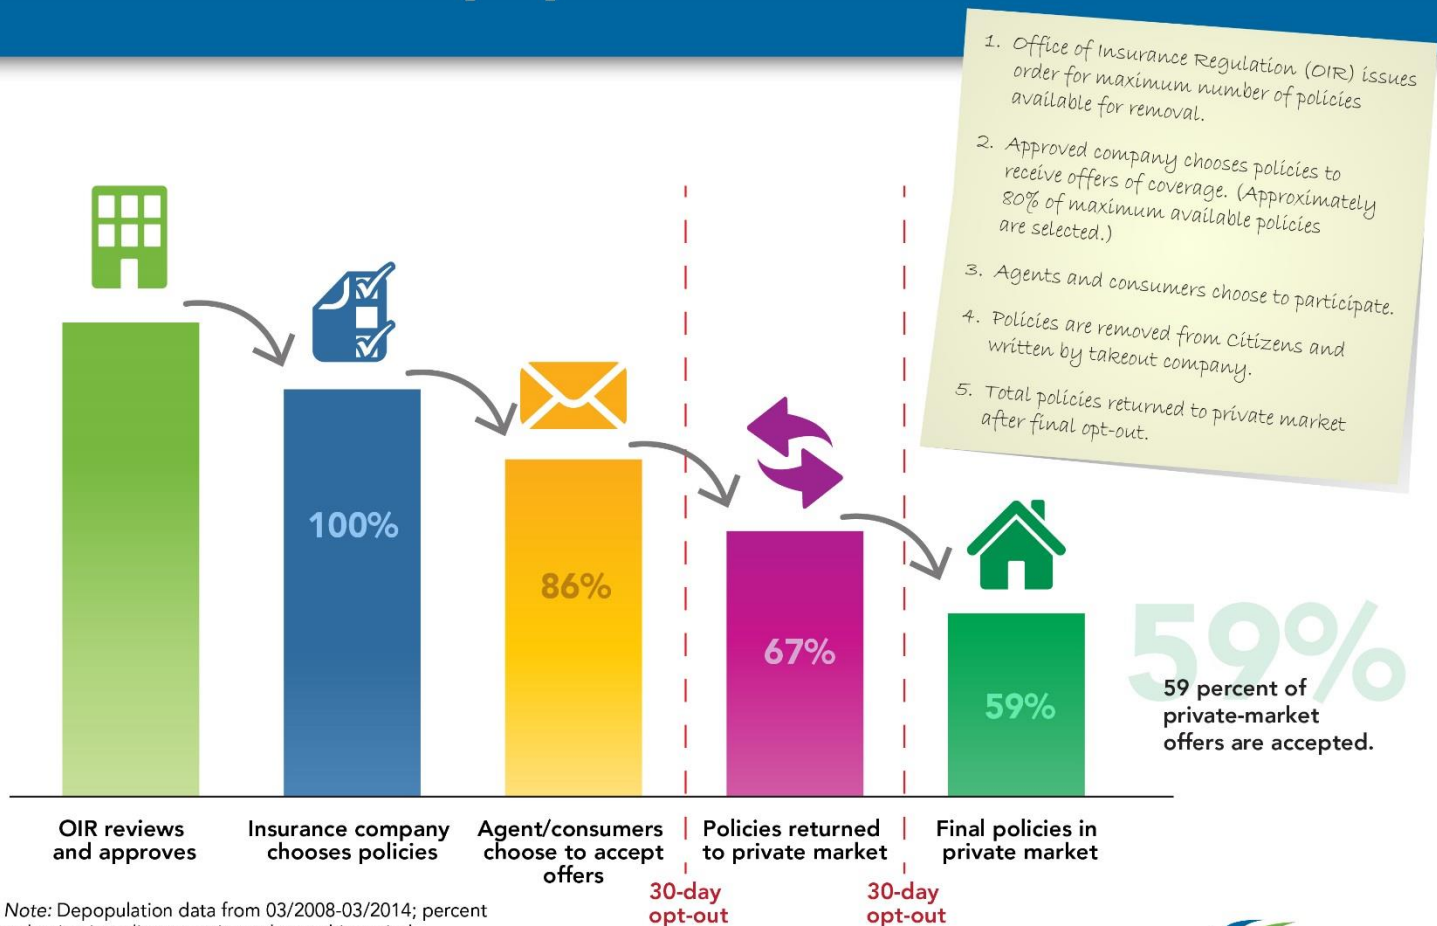 1. Office of Insurance Regulation (OIR) issues
order for maximum number of policies
available for removal.
2. Approved company chooses policies to
receive offers of coverage. (Approximately
80% of maximum available policies
are selected.)
3. Agents and consumers choose to participate.
4. Policies are removed from Citizens and
written by takeout company.
5. Total policies returned to private market
after final opt-out.
100%
86%
67%
59%
59%
59 percent of
private-market
offers are accepted.
OIR reviews
and approves
Insurance company
chooses policies
Agent/consumers
choose to accept
offers
Policies returned
to private market
Final policies in
private market
30-day
opt-out
30-day
opt-out
Note: Depopulation data from 03/2008-03/2014; percent